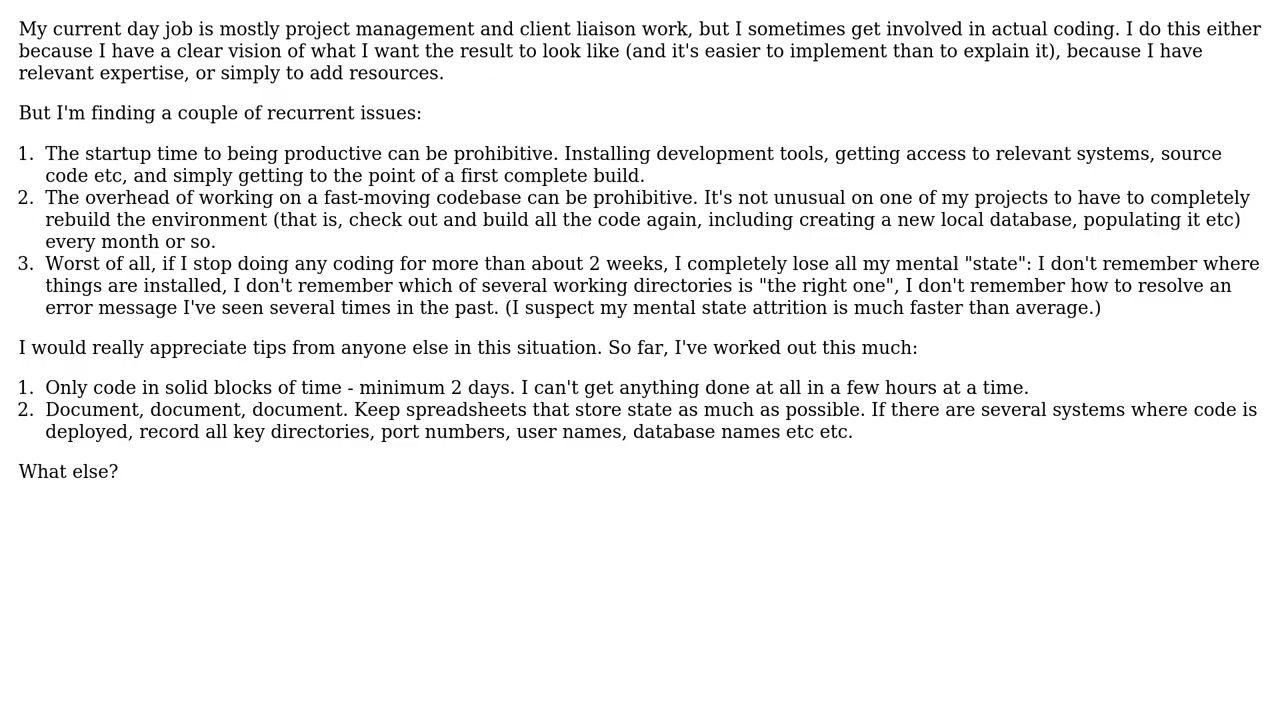 My current day job is mostly project management and client liaison work, but I sometimes get involved in actual coding. I do this either
because I have a clear vision of what I want the result to look like (and it's easier to implement than to explain it), because I have
relevant expertise, or simply to add resources.
But I'm finding a couple of recurrent issues:
1. The startup time to being productive can be prohibitive. Installing development tools, getting access to relevant systems, source
code etc, and simply getting to the point of a first complete build.
2. The overhead of working on a fast-moving codebase can be prohibitive. It's not unusual on one of my projects to have to completely
rebuild the environment (that is, check out and build all the code again, including creating a new local database, populating it etc)
every month or so.
3. Worst of all, if I stop doing any coding for more than about 2 weeks, I completely lose all my mental "state": I don't remember where
things are installed, I don't remember which of several working directories is "the right one", I don't remember how to resolve an
error message I've seen several times in the past. (I suspect my mental state attrition is much faster than average.)
I would really appreciate tips from anyone else in this situation. So far, I've worked out this much:
1. Only code in solid blocks of time - minimum 2 days. I can't get anything done at all in a few hours at a time.
2. Document, document, document. Keep spreadsheets that store state as much as possible. If there are several systems where code is
deployed, record all key directories, port numbers, user names, database names etc etc.
What else?